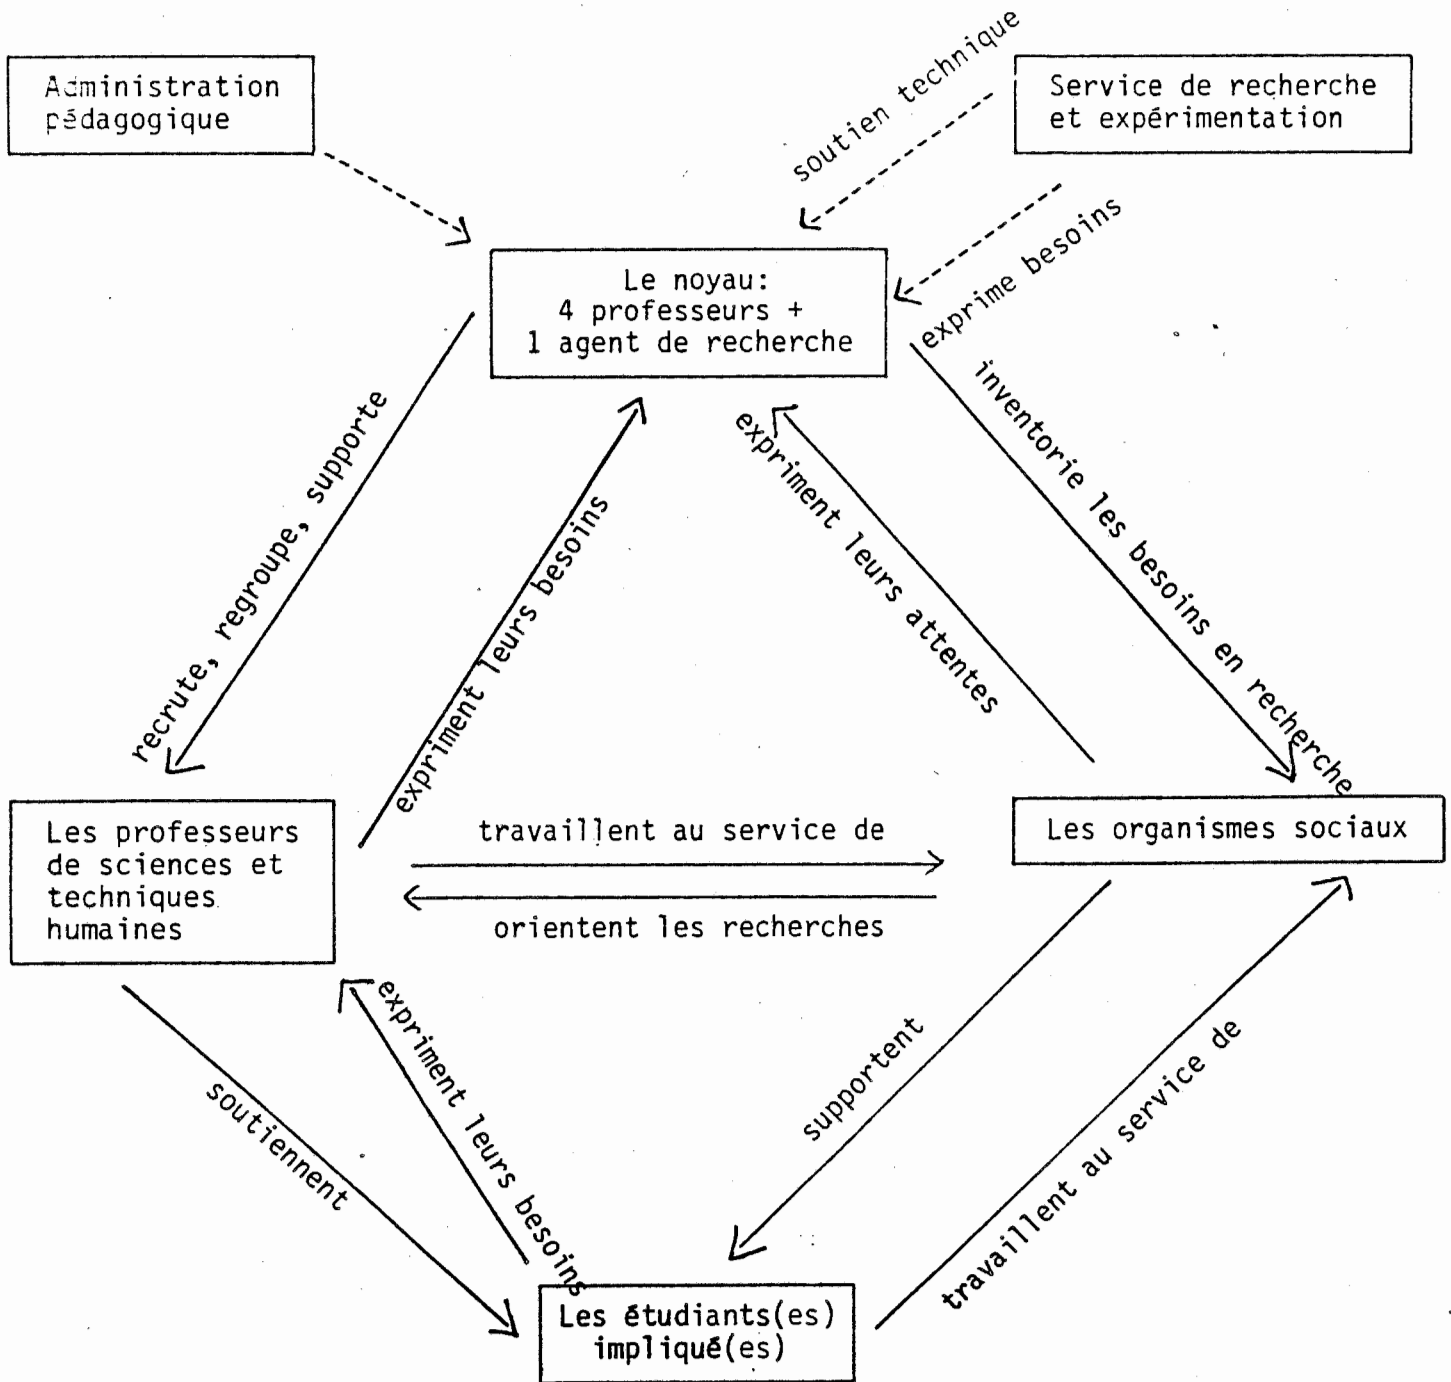 Administration
pédagogique
soutien technique
Service de recherche
et expérimentation
exprime besoins
Le noyau:
4 professeurs +
1 agent de recherche
recrute, regroupe, supporte
expriment leurs besoins
expriment leurs attentes
inventorie les besoins en recherche
Les professeurs
de sciences et
techniques
humaines
travaillent au service de
orientent les recherches
Les organismes sociaux
soutiennent
expriment leurs besoins
supportent
travaillent au service de
Les étudiants(es)
impliqué(es)